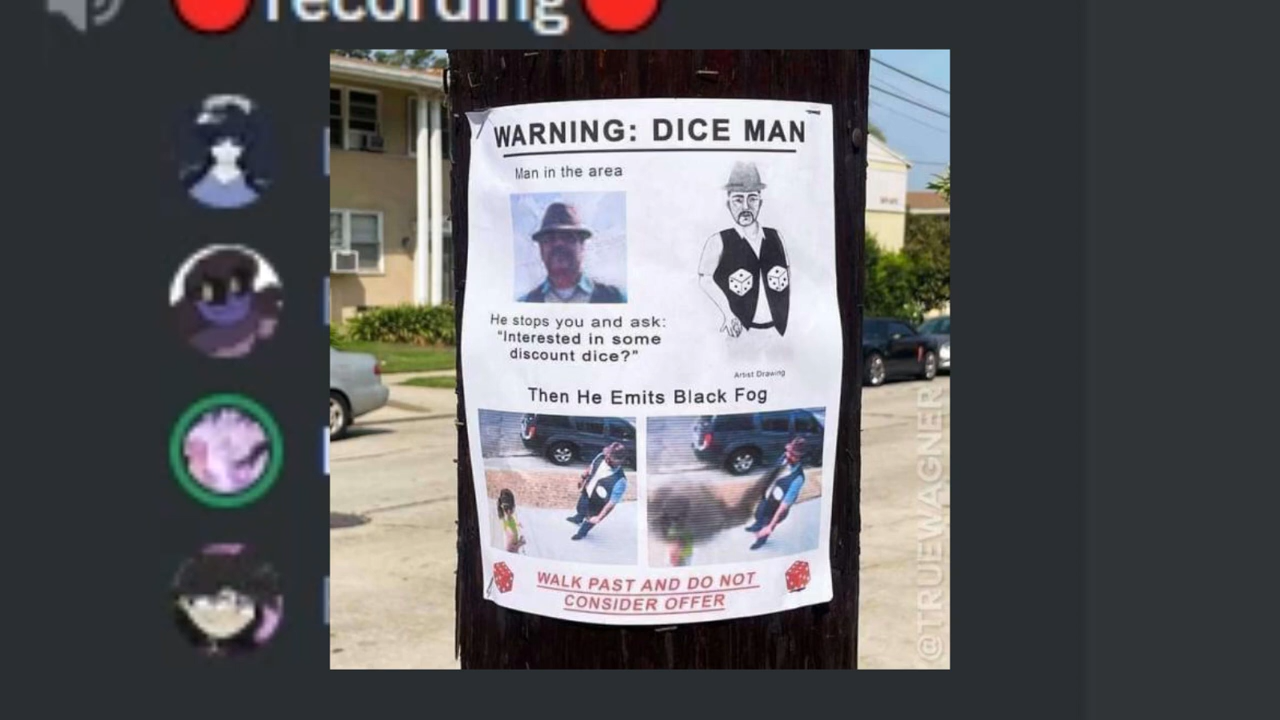 recording
WARNING: DICE MAN
Man in the area
He stops you and ask:
"Interested in some
discount dice?"
Artist Drawing
Then He Emits Black Fog
WALK PAST AND DO NOT
CONSIDER OFFER
@TRUEWAGNER